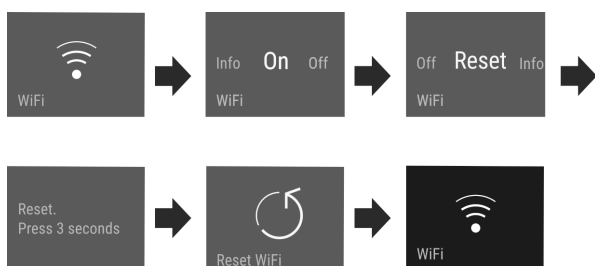 WiFi
Info On Off
WiFi
Off Reset Info
WiFi
Reset.
Press 3 seconds
Reset WiFi
WiFi